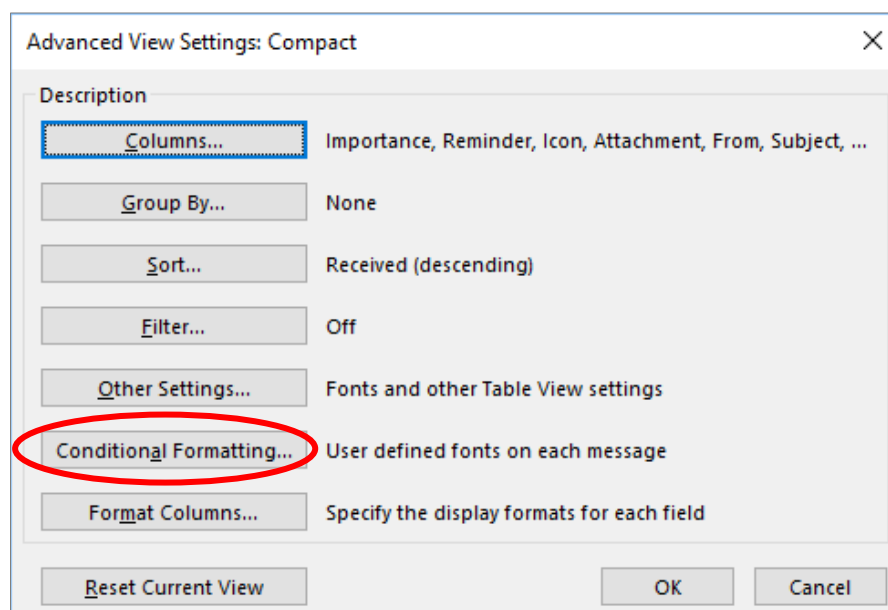 Advanced View Settings: Compact
Description
Columns... Importance, Reminder, Icon, Attachment, From, Subject, ...
Group By... None
Sort... Received (descending)
Filter... Off
Other Settings... Fonts and other Table View settings
Conditional Formatting... User defined fonts on each message
Format Columns... Specify the display formats for each field
Reset Current View OK Cancel